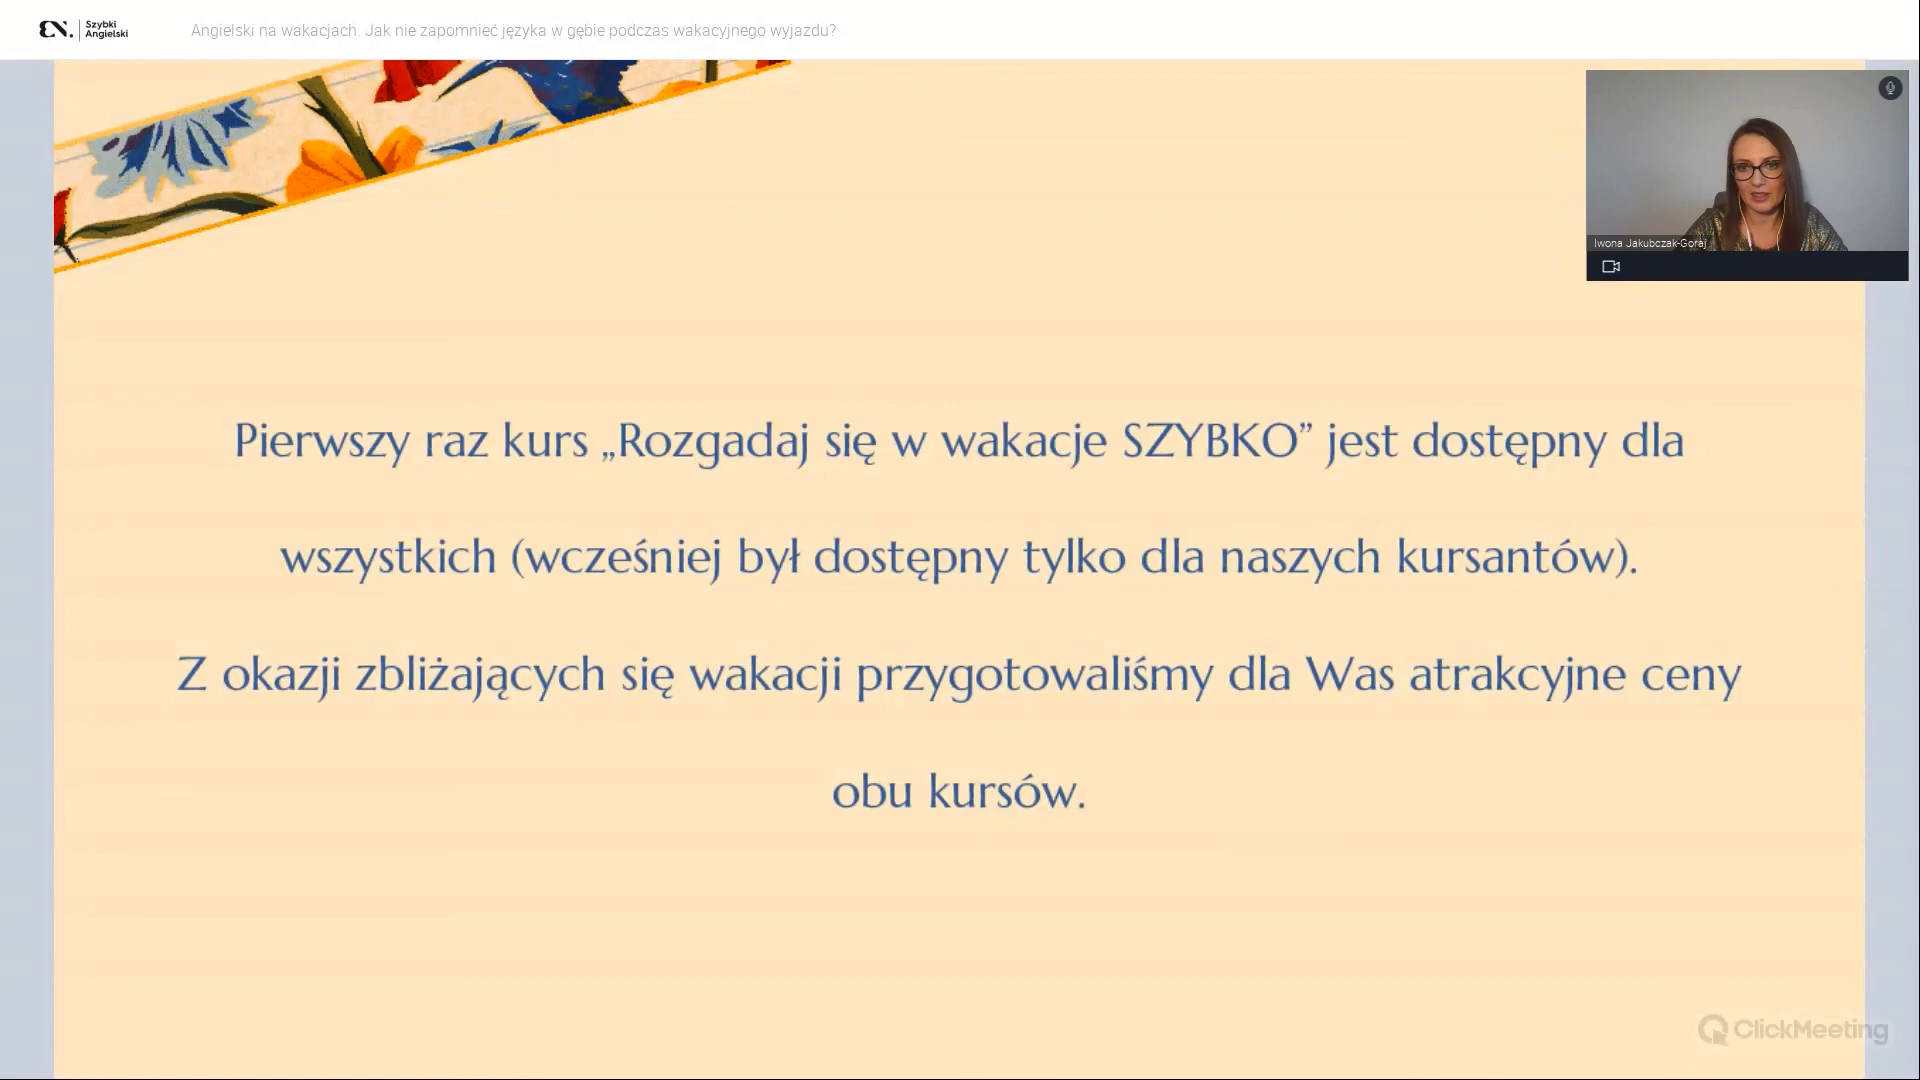 EN. Szybki
Angielski
Angielski na wakacjach. Jak nie zapomnieć języka w gębie podczas wakacyjnego wyjazdu?
Iwona Jakubczak-Goraj
Pierwszy raz kurs „Rozgadaj się w wakacje SZYBKO” jest dostępny dla
wszystkich (wcześniej był dostępny tylko dla naszych kursantów).
Z okazji zbliżających się wakacji przygotowaliśmy dla Was atrakcyjne ceny
obu kursów.
ClickMeeting